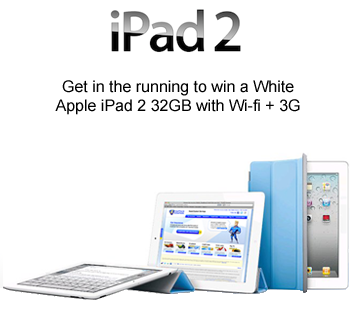 iPad 2
Get in the running to win a White
Apple iPad 2 32GB with Wi-fi + 3G